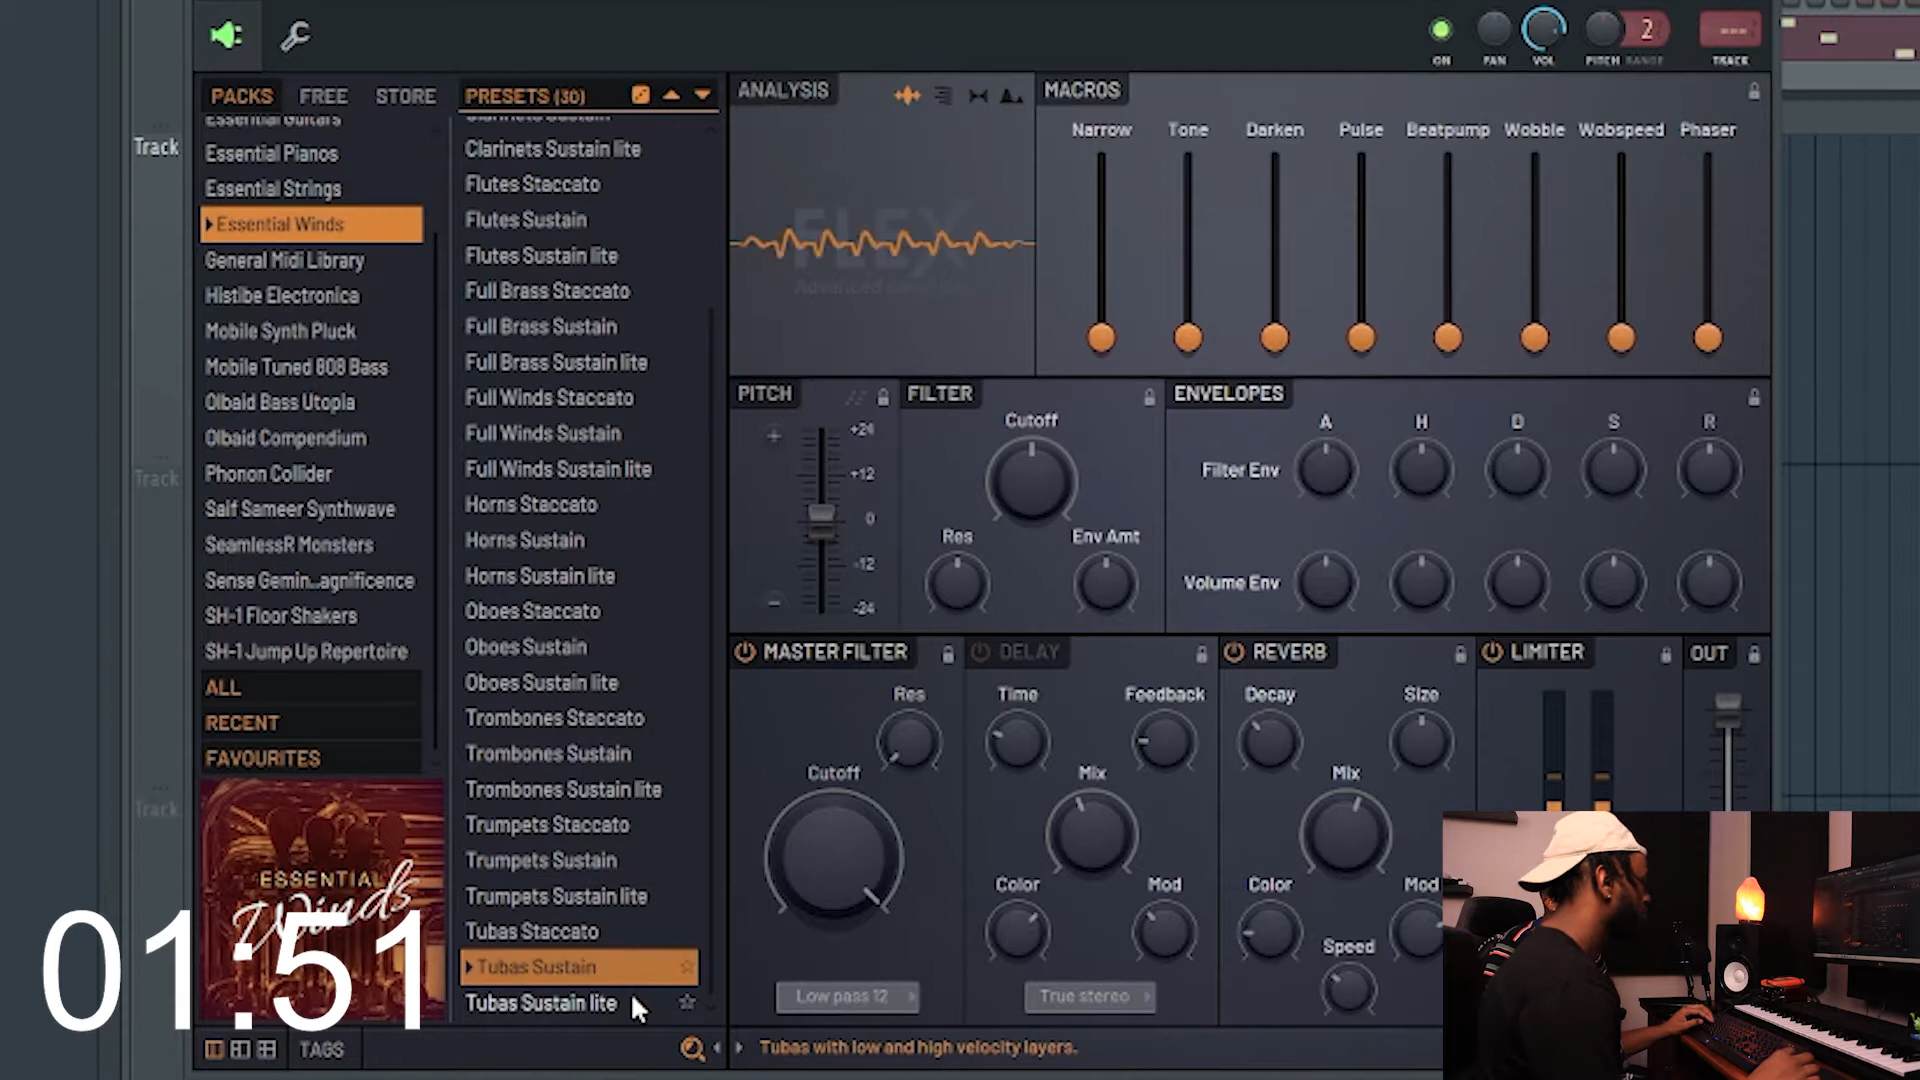 ON
PAN
VOL
PITCH
2
RANGE
---
TRACK
Track
Track
Track
PACKS
FREE
STORE
Essential Guitars
Essential Pianos
Essential Strings
Essential Winds
General Midi Library
Histibe Electronica
Mobile Synth Pluck
Mobile Tuned 808 Bass
Olbaid Bass Utopia
Olbaid Compendium
Phonon Collider
Saif Sameer Synthwave
SeamlessR Monsters
Sense Gemin..agnificence
SH-1 Floor Shakers
SH-1 Jump Up Repertoire
ALL
RECENT
FAVOURITES
ESSENTIAL
Winds
01:51
TAGS
PRESETS (30)
Clarinets Sustain
Clarinets Sustain lite
Flutes Staccato
Flutes Sustain
Flutes Sustain lite
Full Brass Staccato
Full Brass Sustain
Full Brass Sustain lite
Full Winds Staccato
Full Winds Sustain
Full Winds Sustain lite
Horns Staccato
Horns Sustain
Horns Sustain lite
Oboes Staccato
Oboes Sustain
Oboes Sustain lite
Trombones Staccato
Trombones Sustain
Trombones Sustain lite
Trumpets Staccato
Trumpets Sustain
Trumpets Sustain lite
Tubas Staccato
Tubas Sustain
Tubas Sustain lite
ANALYSIS
FLEX
MACROS
Narrow
Tone
Darken
Pulse
Beatpump
Wobble
Wobspeed
Phaser
PITCH
+24
+12
0
-12
-24
FILTER
Cutoff
Res
Env Amt
ENVELOPES
A
H
D
S
R
Filter Env
Volume Env
MASTER FILTER
Res
Cutoff
Low pass 12
DELAY
Time
Feedback
Mix
Color
Mod
True stereo
REVERB
Decay
Size
Mix
Color
Mod
Speed
LIMITER
OUT
Tubas with low and high velocity layers.